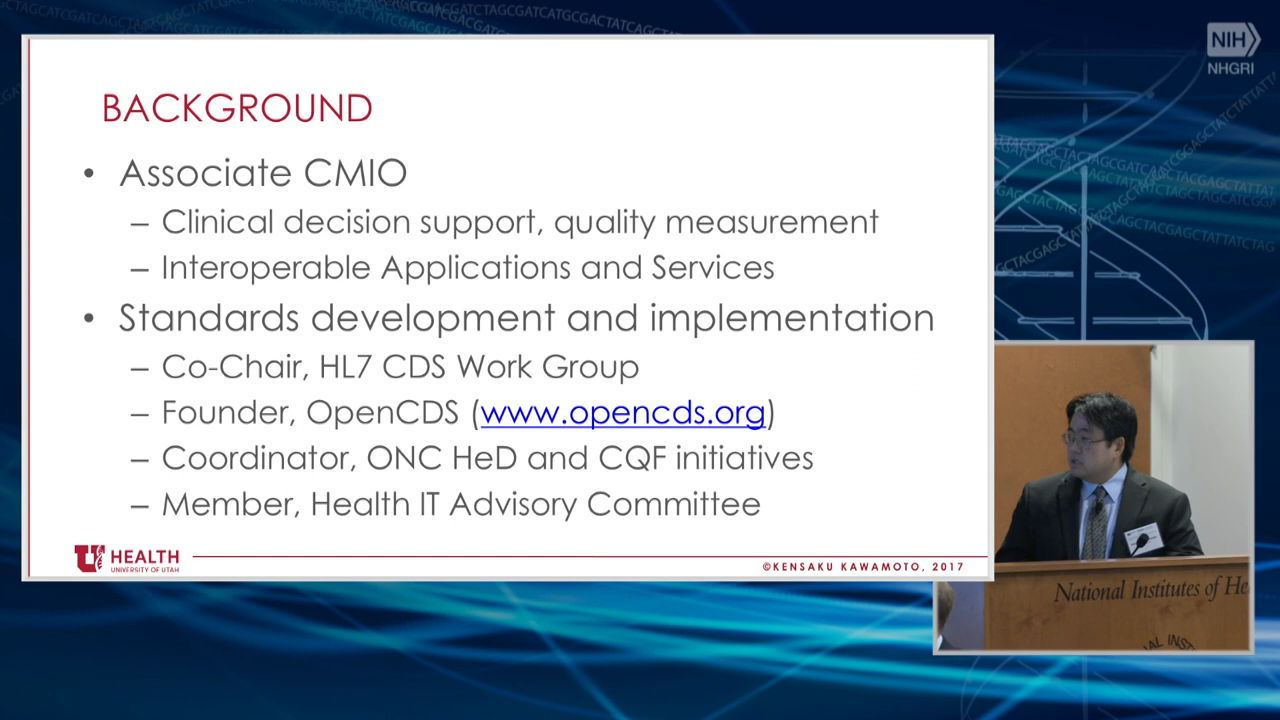 NIH
NHGRI
BACKGROUND
• Associate CMIO
– Clinical decision support, quality measurement
– Interoperable Applications and Services
• Standards development and implementation
– Co-Chair, HL7 CDS Work Group
– Founder, OpenCDS (www.opencds.org)
– Coordinator, ONC HeD and CQF initiatives
– Member, Health IT Advisory Committee
U HEALTH
UNIVERSITY OF UTAH
©KENSAKU KAWAMOTO, 2017
National Institutes of He